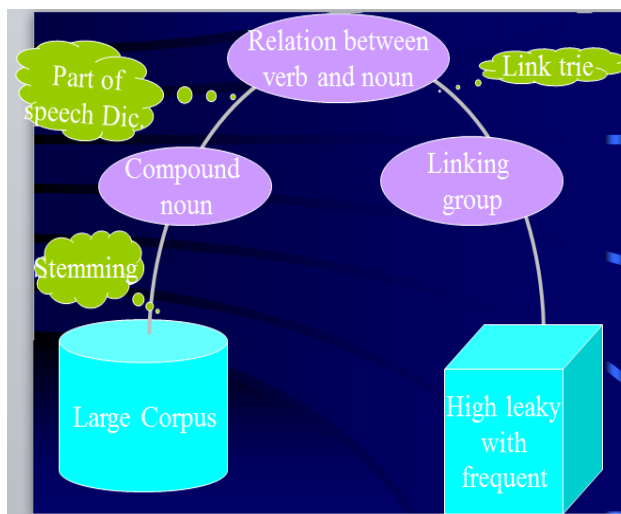 Relation between
verb and noun
Part of
speech Dic.
Link trie
Compound
noun
Linking
group
Stemming
Large Corpus
High leaky
with
frequent